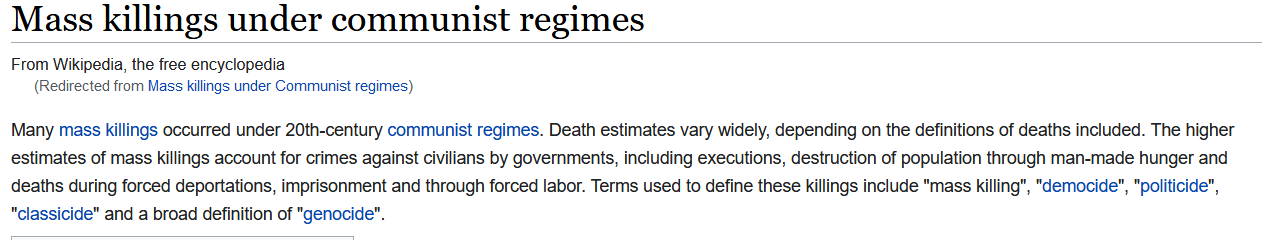 Mass killings under communist regimes
From Wikipedia, the free encyclopedia
(Redirected from Mass killings under Communist regimes)
Many mass killings occurred under 20th-century communist regimes. Death estimates vary widely, depending on the definitions of deaths included. The higher
estimates of mass killings account for crimes against civilians by governments, including executions, destruction of population through man-made hunger and
deaths during forced deportations, imprisonment and through forced labor. Terms used to define these killings include "mass killing", "democide", "politicide",
"classicide" and a broad definition of "genocide".